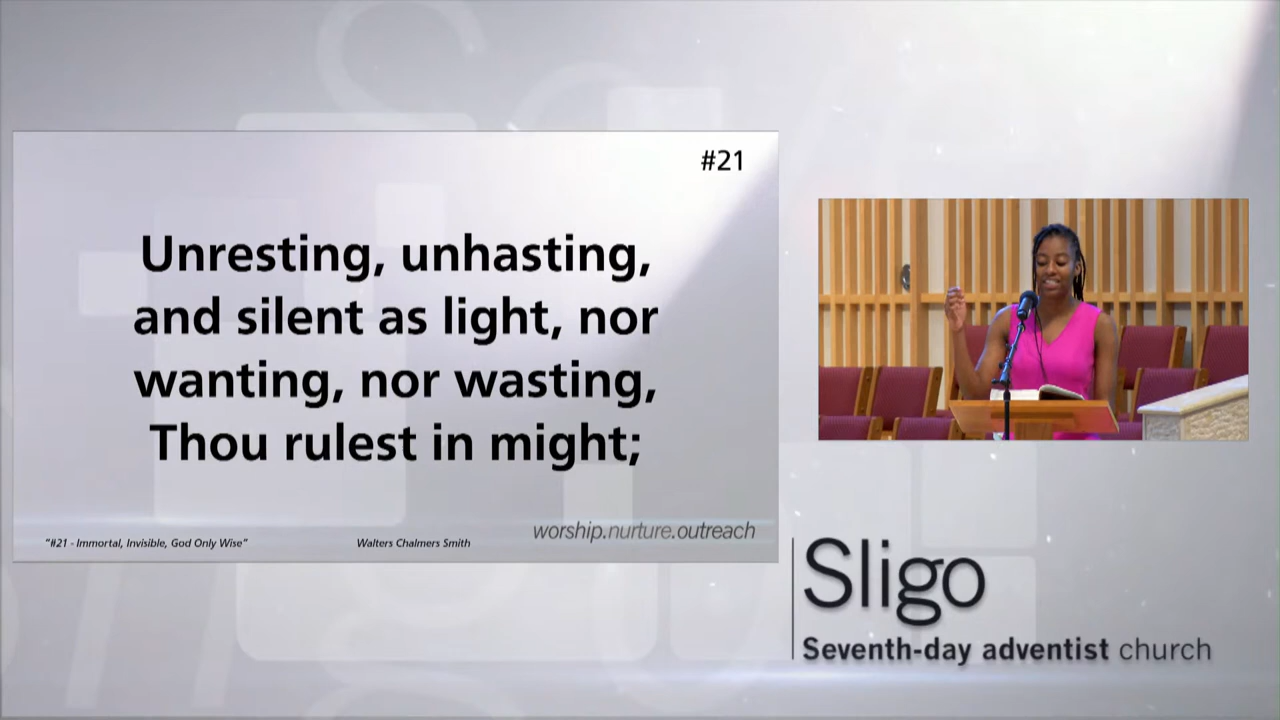 #21
Unresting, unhasting,
and silent as light, nor
wanting, nor wasting,
Thou rulest in might;
worship.nurture.outreach
"#21 - Immortal, Invisible, God Only Wise"
Walters Chalmers Smith
Sligo
Seventh-day adventist church